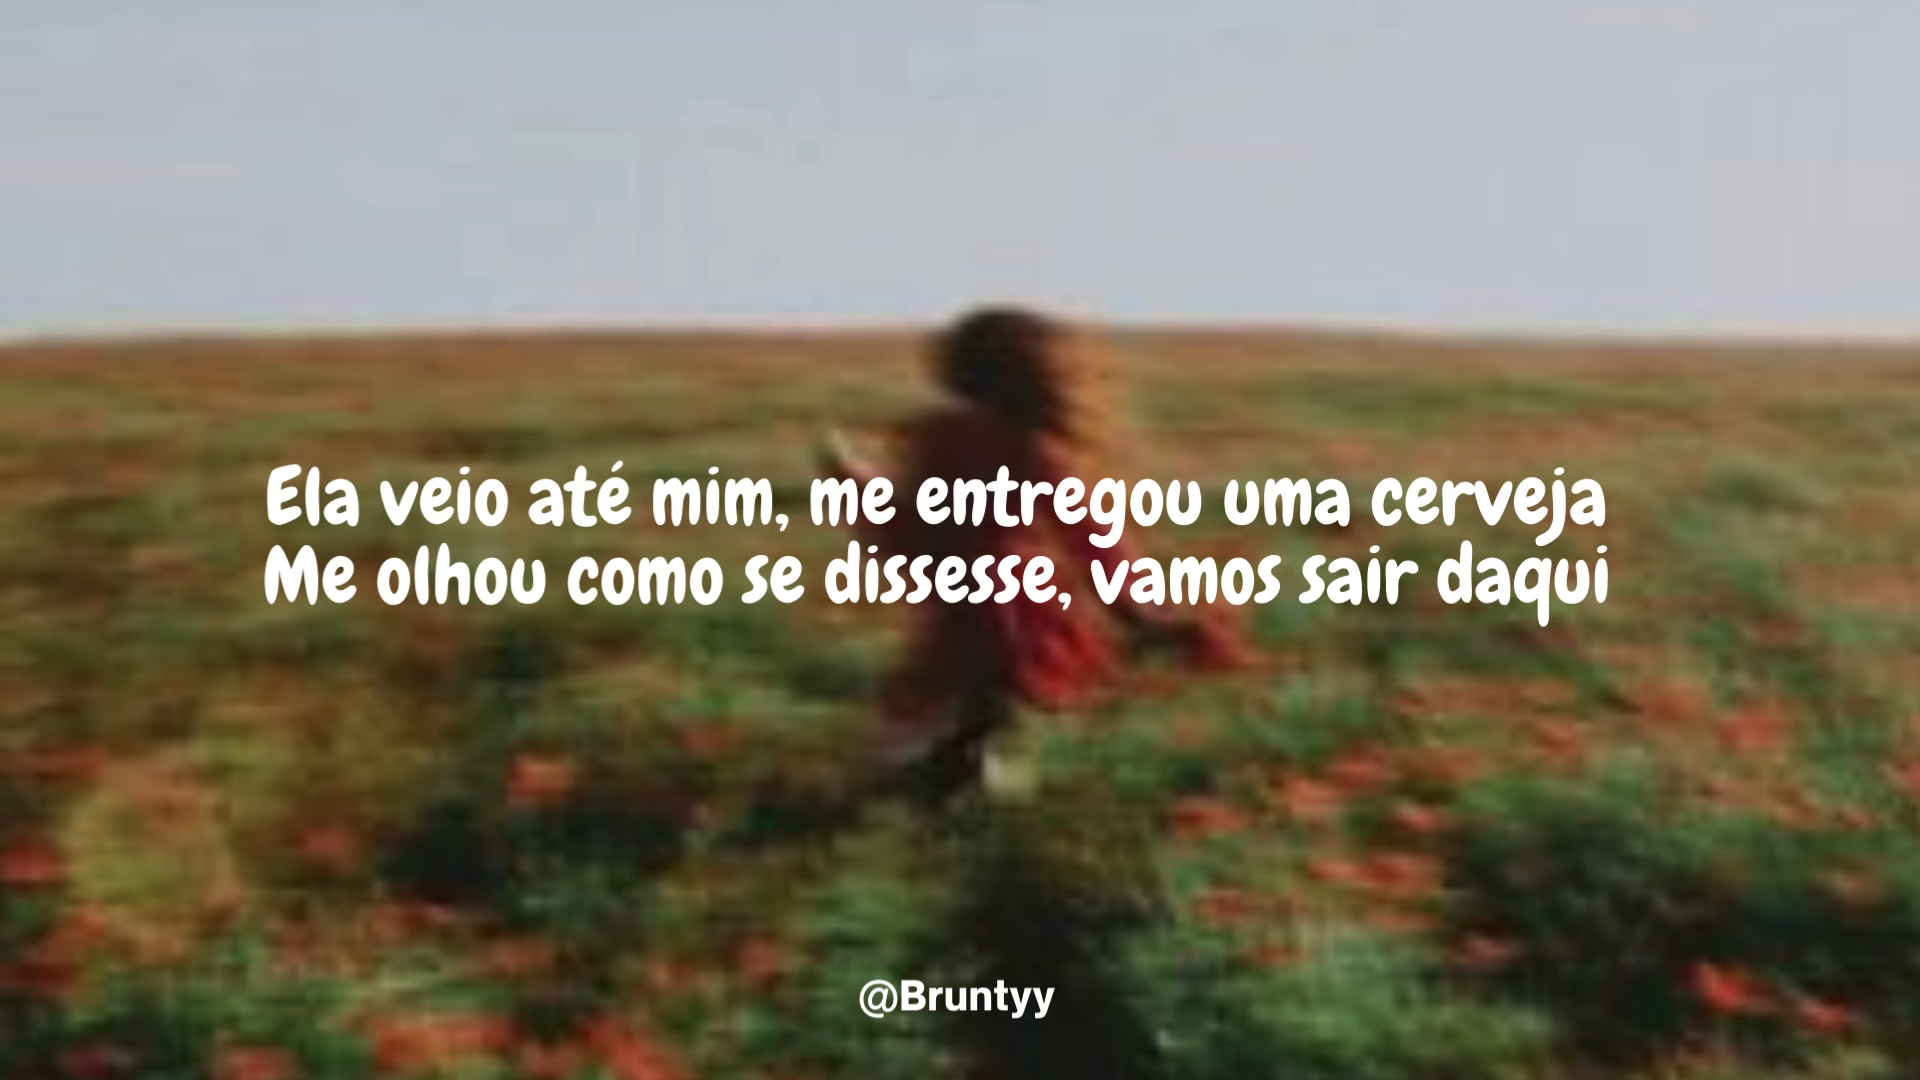 Ela veio até mim, me entregou uma cerveja
Me olhou como se dissesse, vamos sair daqui
@Bruntyy